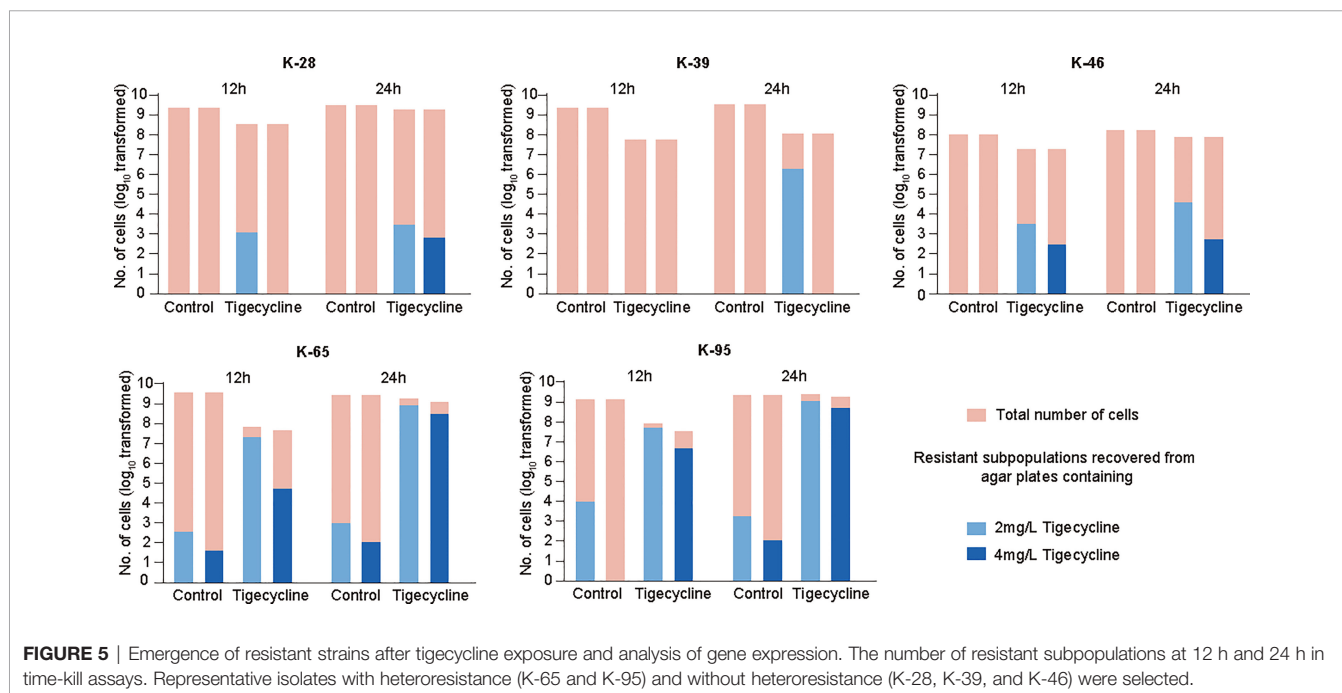 K-28
12h 24h
No. of cells (log10 transformed)
10
9
8
7
6
5
4
3
2
1
0
Control Tigecycline Control Tigecycline
K-39
12h 24h
No. of cells (log10 transformed)
10
9
8
7
6
5
4
3
2
1
0
Control Tigecycline Control Tigecycline
K-46
12h 24h
No. of cells (log10 transformed)
10
9
8
7
6
5
4
3
2
1
0
Control Tigecycline Control Tigecycline
K-65
12h 24h
No. of cells (log10 transformed)
10
9
8
7
6
5
4
3
2
1
0
Control Tigecycline Control Tigecycline
K-95
12h 24h
No. of cells (log10 transformed)
10
9
8
7
6
5
4
3
2
1
0
Control Tigecycline Control Tigecycline
Total number of cells
Resistant subpopulations recovered from
agar plates containing
2mg/L Tigecycline
4mg/L Tigecycline
FIGURE 5 | Emergence of resistant strains after tigecycline exposure and analysis of gene expression. The number of resistant subpopulations at 12 h and 24 h in
time-kill assays. Representative isolates with heteroresistance (K-65 and K-95) and without heteroresistance (K-28, K-39, and K-46) were selected.